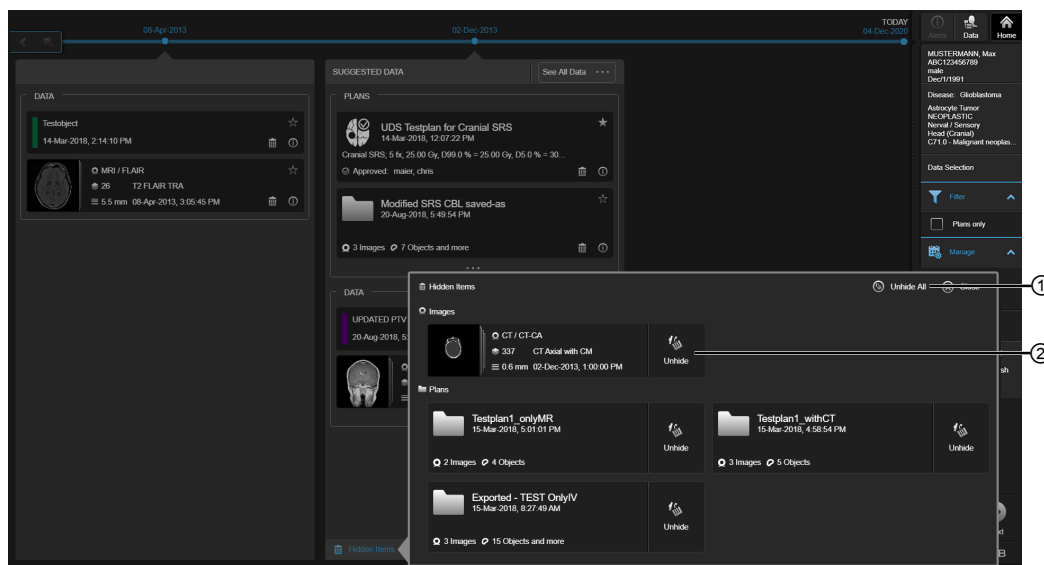 08-Apr-2013
02-Dec-2013
TODAY
04-Dec-2020
Alerts
Data
Home
MUSTERMANN, Max
ABC123456789
male
Dec/1/1991
Disease: Glioblastoma
Astrocyte Tumor
NEOPLASTIC
Nerval / Sensory
Head (Cranial)
C71.0 - Malignant neoplas...
Data Selection
Filter
Plans only
Manage
DATA
Testobject
14-Mar-2018, 2:14:10 PM
MRI / FLAIR
26 T2 FLAIR TRA
5.5 mm 08-Apr-2013, 3:05:45 PM
SUGGESTED DATA
See All Data ...
PLANS
UDS Testplan for Cranial SRS
14-Mar-2018, 12:07:22 PM
Cranial SRS; 5 fx, 25.00 Gy, D99.0 % = 25.00 Gy, D5.0 % = 30...
Approved: maier, chris
Modified SRS CBL saved-as
20-Aug-2018, 5:49:54 PM
3 Images 7 Objects and more
...
DATA
UPDATED PTV
20-Aug-2018, 5:
Hidden Items
Hidden Items
Unhide All
Close
1
Images
CT / CT-CA
337 CT Axial with CM
0.6 mm 02-Dec-2013, 1:00:00 PM
Unhide
2
sh
Plans
Testplan1_onlyMR
15-Mar-2018, 5:01:01 PM
2 Images 4 Objects
Unhide
Testplan1_withCT
15-Mar-2018, 4:58:54 PM
3 Images 5 Objects
Unhide
Exported - TEST OnlyIV
15-Mar-2018, 8:27:49 AM
3 Images 15 Objects and more
Unhide
xt
B